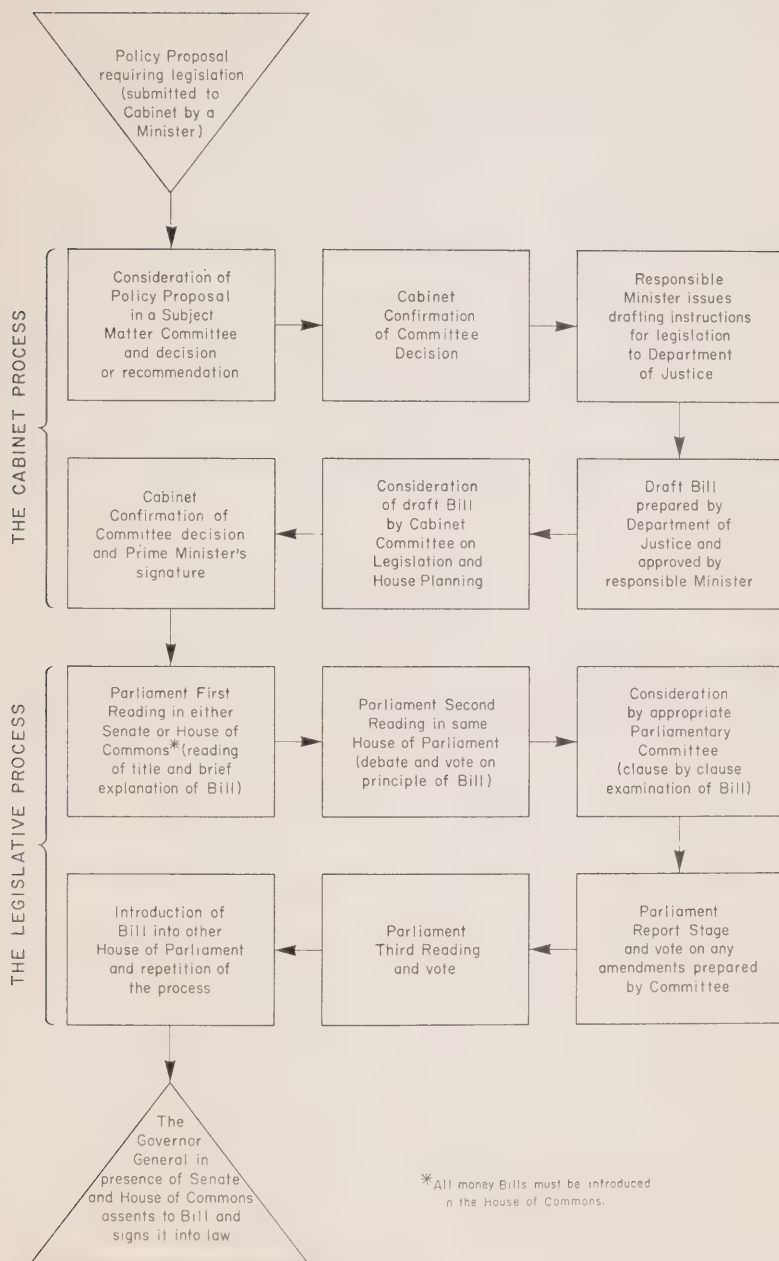 Policy Proposal
requiring legislation
(submitted to
Cabinet by a
Minister)
THE CABINET PROCESS
Consideration of
Policy Proposal
in a Subject
Matter Committee
and decision
or recommendation
Cabinet
Confirmation
of Committee
Decision
Responsible
Minister issues
drafting instructions
for legislation
to Department
of Justice
Draft Bill
prepared by
Department of
Justice and
approved by
responsible Minister
Consideration
of draft Bill
by Cabinet
Committee on
Legislation and
House Planning
Cabinet
Confirmation of
Committee decision
and Prime Minister's
signature
THE LEGISLATIVE PROCESS
Parliament First
Reading in either
Senate or House of
Commons* (reading
of title and brief
explanation of Bill)
Parliament Second
Reading in same
House of Parliament
(debate and vote on
principle of Bill)
Consideration
by appropriate
Parliamentary
Committee
(clause by clause
examination of Bill)
Parliament
Report Stage
and vote on any
amendments prepared
by Committee
Parliament
Third Reading
and vote
Introduction of
Bill into other
House of Parliament
and repetition of
the process
The
Governor
General in
presence of Senate
and House of Commons
assents to Bill and
signs it into law
*All money Bills must be introduced
n the House of Commons.